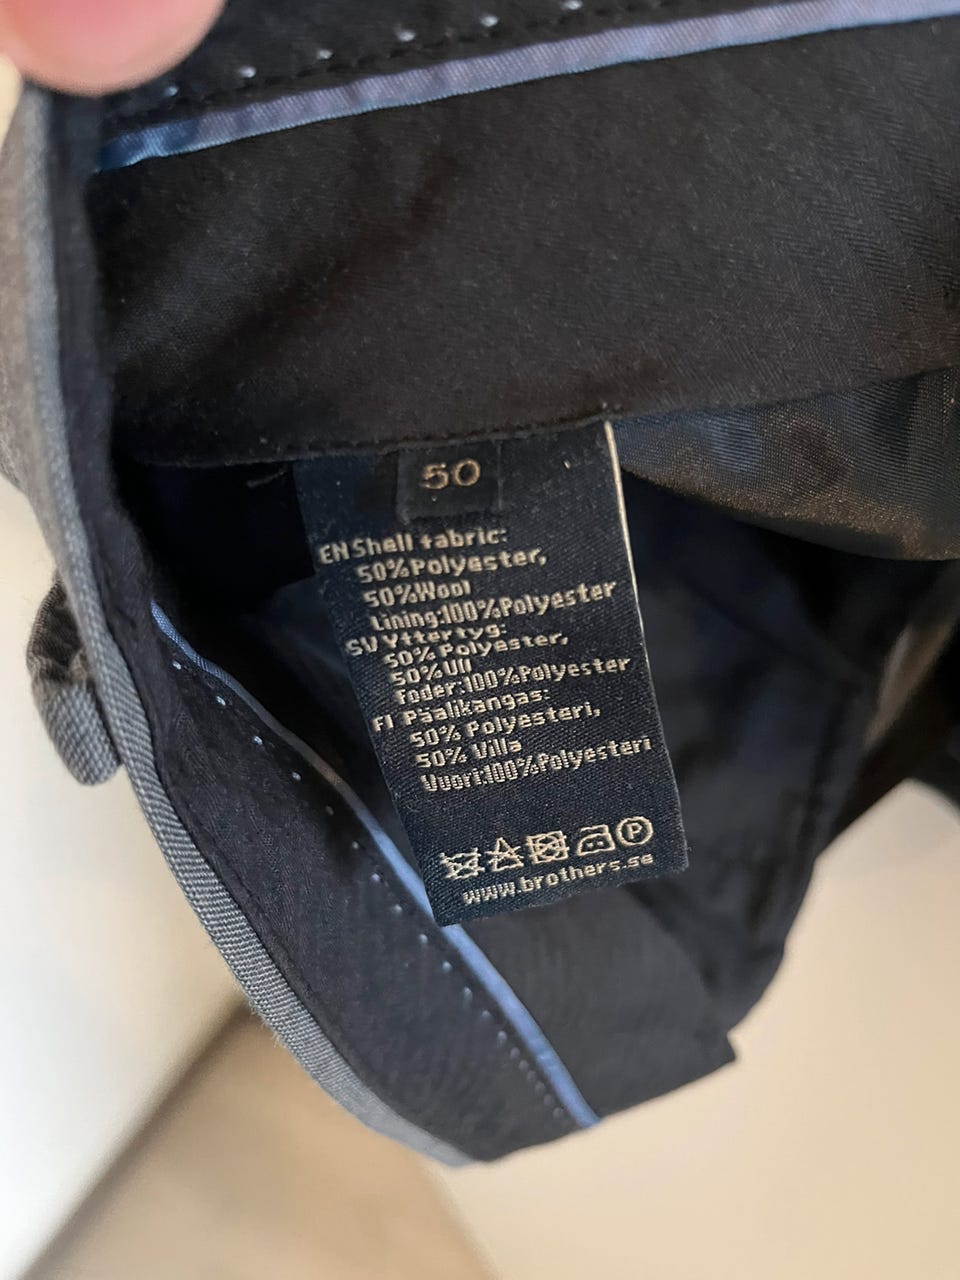 50
EN Shell fabric:
50% Polyester,
50% Wool
Lining:100% Polyester
SV Yttertyg:
50% Polyester,
50% Ull
Foder:100% Polyester
FI Päälikangas:
50% Polyesteri,
50% Villa
Vuori:100% Polyesteri
P
www.brothers.se